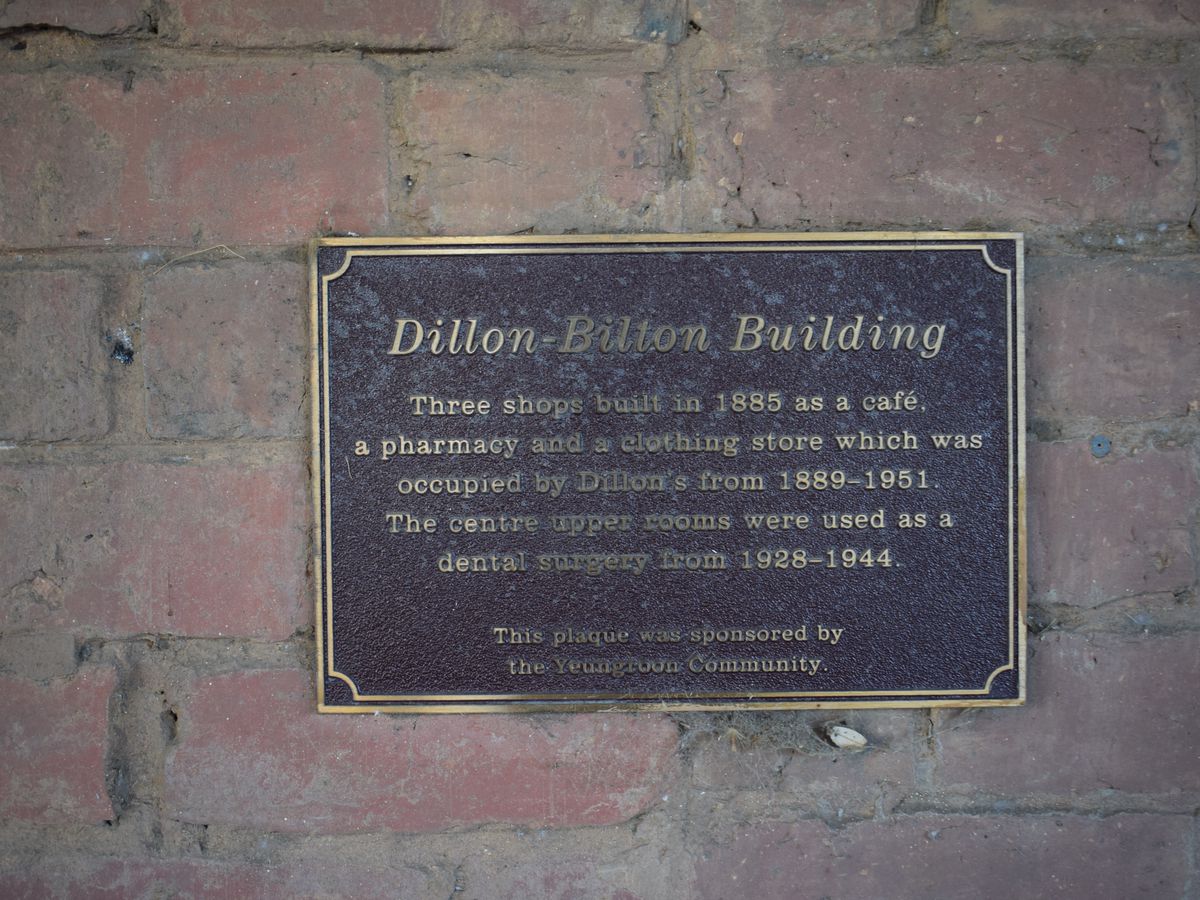 Dillon-Bilton Building
Three shops built in 1885 as a café,
a pharmacy and a clothing store which was
occupied by Dillon's from 1889-1951.
The centre upper rooms were used as a
dental surgery from 1928-1944.
This plaque was sponsored by
the Yeungroon Community.